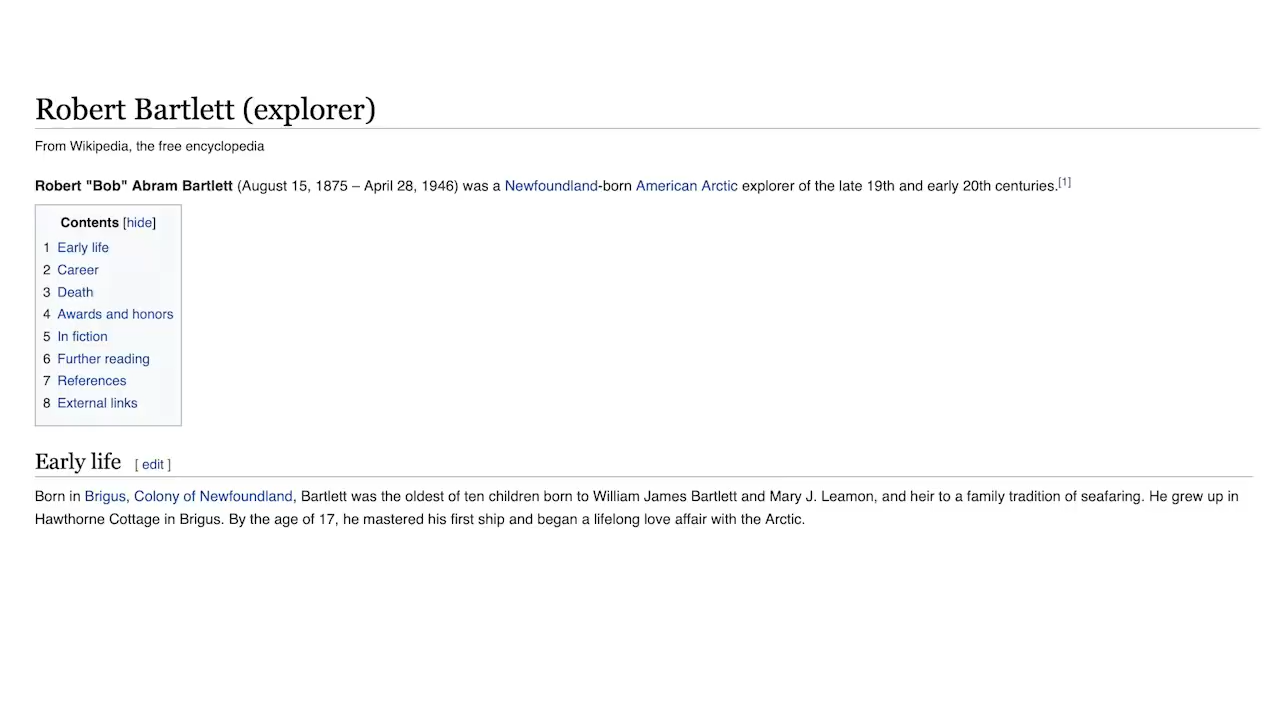 Robert Bartlett (explorer)
From Wikipedia, the free encyclopedia
Robert "Bob" Abram Bartlett (August 15, 1875 – April 28, 1946) was a Newfoundland-born American Arctic explorer of the late 19th and early 20th centuries.[1]
Contents [hide]
1 Early life
2 Career
3 Death
4 Awards and honors
5 In fiction
6 Further reading
7 References
8 External links
Early life [ edit ]
Born in Brigus, Colony of Newfoundland, Bartlett was the oldest of ten children born to William James Bartlett and Mary J. Leamon, and heir to a family tradition of seafaring. He grew up in
Hawthorne Cottage in Brigus. By the age of 17, he mastered his first ship and began a lifelong love affair with the Arctic.